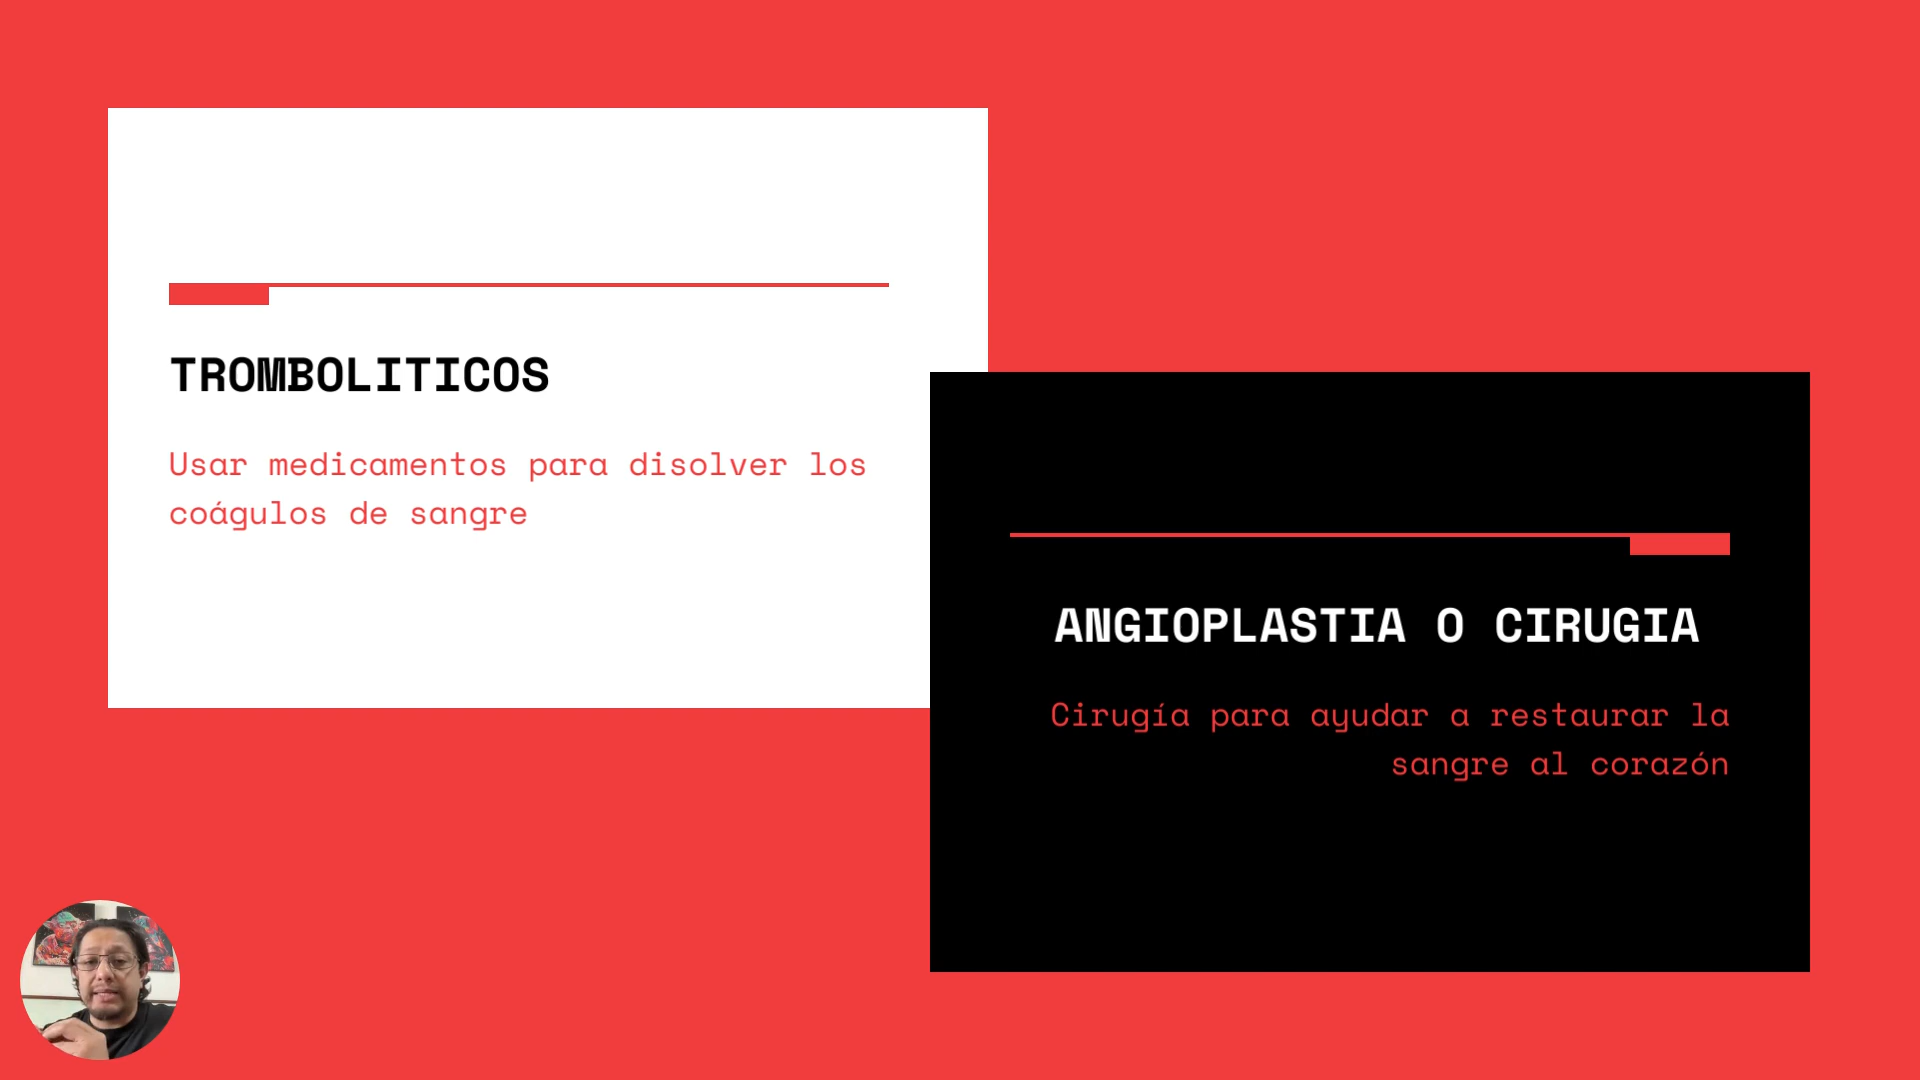 TROMBOLITICOS
Usar medicamentos para disolver los
coágulos de sangre
ANGIOPLASTIA O CIRUGIA
Cirugía para ayudar a restaurar la
sangre al corazón